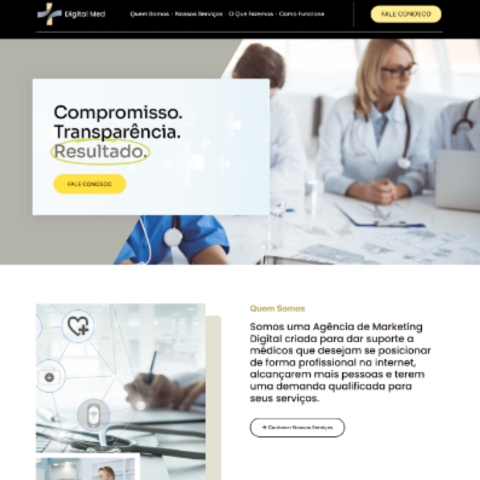 Digital Med
Quem Somos - Nossos Serviços - O Que Fazemos - Como Funciona
FALE CONOSCO
Compromisso.
Transparência.
Resultado.
FALE CONOSCO
Quem Somos
Somos uma Agência de Marketing
Digital criada para dar suporte a
médicos que desejam se posicionar
de forma profissional na internet,
alcançarem mais pessoas e terem
uma demanda qualificada para
seus serviços.
→ Conhecer Nossos Serviços